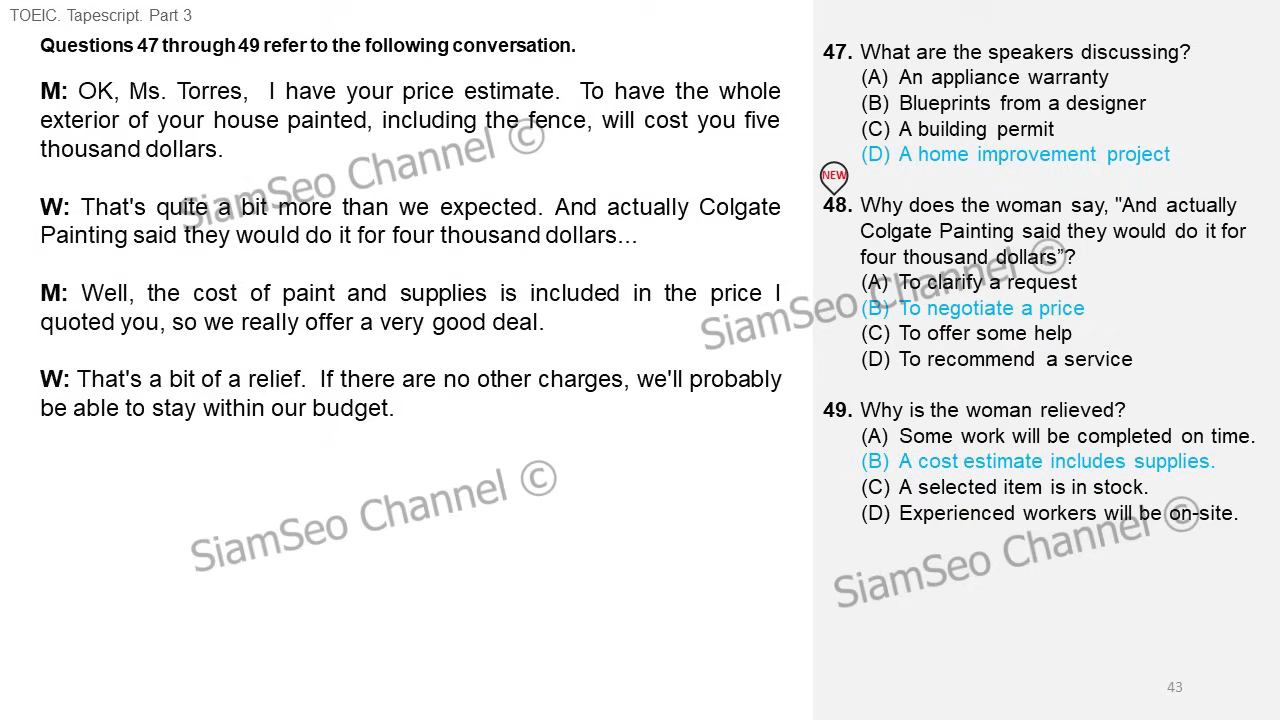 TOEIC. Tapescript. Part 3
Questions 47 through 49 refer to the following conversation.
M: OK, Ms. Torres, I have your price estimate. To have the whole
exterior of your house painted, including the fence, will cost you five
thousand dollars.
W: That's quite a bit more than we expected. And actually Colgate
Painting said they would do it for four thousand dollars...
M: Well, the cost of paint and supplies is included in the price I
quoted you, so we really offer a very good deal.
W: That's a bit of a relief. If there are no other charges, we'll probably
be able to stay within our budget.
SiamSeo Channel ©
SiamSeo Channel ©
47. What are the speakers discussing?
(A) An appliance warranty
(B) Blueprints from a designer
(C) A building permit
(D) A home improvement project
NEW
48. Why does the woman say, "And actually
Colgate Painting said they would do it for
four thousand dollars”?
(A) To clarify a request
(B) To negotiate a price
(C) To offer some help
(D) To recommend a service
SiamSeo Channel ©
49. Why is the woman relieved?
(A) Some work will be completed on time.
(B) A cost estimate includes supplies.
(C) A selected item is in stock.
(D) Experienced workers will be on-site.
SiamSeo Channel ©
43